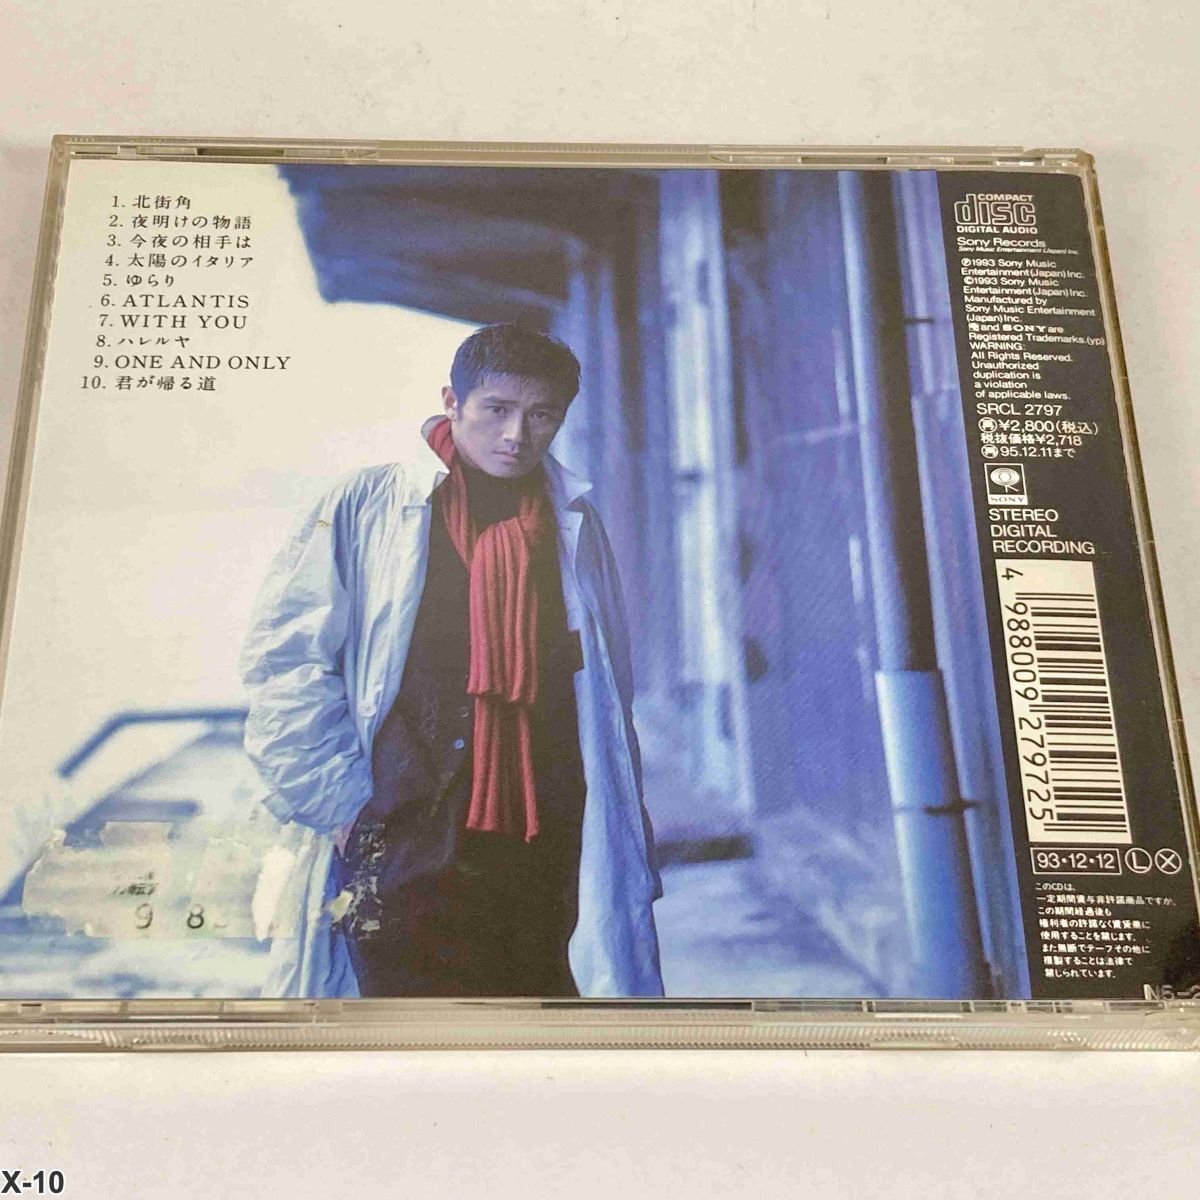 1. 北街角
2. 夜明けの物語
3. 今夜の相手は
4. 太陽のイタリア
5. ゆらり
6. ATLANTIS
7. WITH YOU
8. ハレルヤ
9. ONE AND ONLY
10. 君が帰る道
COMPACT
disc
DIGITAL AUDIO
Sony Records
Sony Music Entertainment (Japan) Inc.
Ⓟ1993 Sony Music
Entertainment (Japan) Inc.
©1993 Sony Music
Entertainment (Japan) Inc.
Manufactured by
Sony Music Entertainment
(Japan) Inc.
and SONY are
Registered Trademarks.(yp)
WARNING:
All Rights Reserved.
Unauthorized
duplication is
a violation
of applicable laws.
SRCL 2797
再¥2,800(税込)
税抜価格¥2,718
再95.12.11まで
SONY
STEREO
DIGITAL
RECORDING
4 988009 279725
93・12・12 L X
このCDは、
一定期間貸与非許諾商品ですが、
この期間経過後も
権利者の許諾なく賃貸業に
使用することを禁じます。
また無断でテープその他に
複製することは法律で
禁じられています。
9 8
X-10